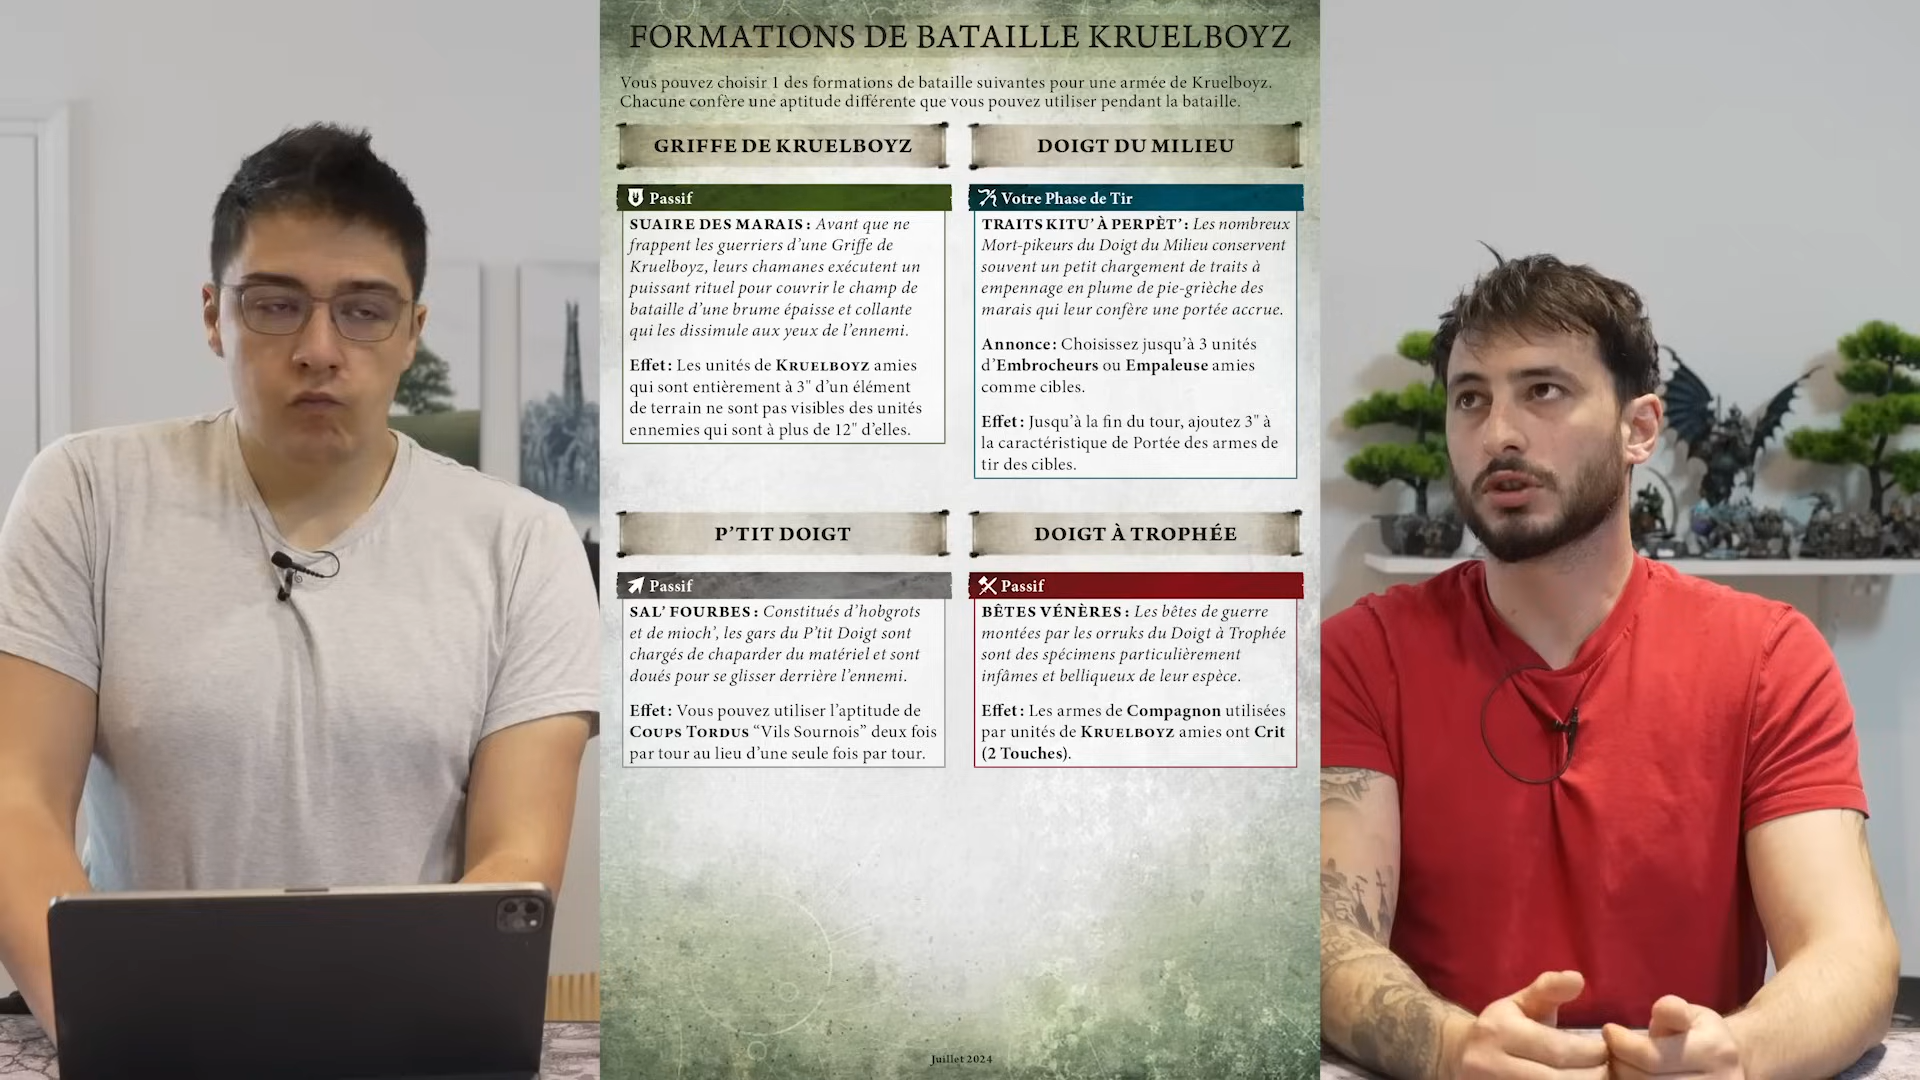 FORMATIONS DE BATAILLE KRUELBOYZ
Vous pouvez choisir 1 des formations de bataille suivantes pour une armée de Kruelboyz.
Chacune confère une aptitude différente que vous pouvez utiliser pendant la bataille.
GRIFFE DE KRUELBOYZ
Passif
SUAIRE DES MARAIS : Avant que ne
frappent les guerriers d'une Griffe de
Kruelboyz, leurs chamanes exécutent un
puissant rituel pour couvrir le champ de
bataille d'une brume épaisse et collante
qui les dissimule aux yeux de l'ennemi.
Effet : Les unités de KRUELBOYZ amies
qui sont entièrement à 3" d'un élément
de terrain ne sont pas visibles des unités
ennemies qui sont à plus de 12" d'elles.
DOIGT DU MILIEU
Votre Phase de Tir
TRAITS KITU' À PERPÈT' : Les nombreux
Mort-pikeurs du Doigt du Milieu conservent
souvent un petit chargement de traits à
empennage en plume de pie-grièche des
marais qui leur confère une portée accrue.
Annonce : Choisissez jusqu'à 3 unités
d'Embrocheurs ou Empaleuse amies
comme cibles.
Effet : Jusqu'à la fin du tour, ajoutez 3" à
la caractéristique de Portée des armes de
tir des cibles.
P'TIT DOIGT
Passif
SAL' FOURBES : Constitués d'hobgrots
et de mioch', les gars du P'tit Doigt sont
chargés de chaparder du matériel et sont
doués pour se glisser derrière l'ennemi.
Effet : Vous pouvez utiliser l'aptitude de
COUPS TORDUS "Vils Sournois" deux fois
par tour au lieu d'une seule fois par tour.
DOIGT À TROPHÉE
Passif
BÊTES VÉNÈRES : Les bêtes de guerre
montées par les orruks du Doigt à Trophée
sont des spécimens particulièrement
infâmes et belliqueux de leur espèce.
Effet : Les armes de Compagnon utilisées
par unités de KRUELBOYZ amies ont Crit
(2 Touches).
Juillet 2024